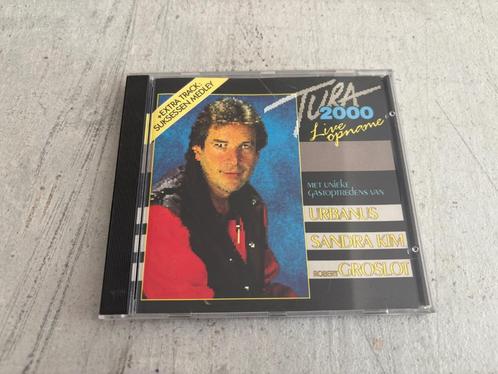 +EXTRA TRACK:
SUKSESSEN MEDLEY
TURA
2000
Live
opname
MET UNIEKE
GASTOPTREDENS VAN
URBANUS
SANDRA KIM
ROBERT GROSLOT